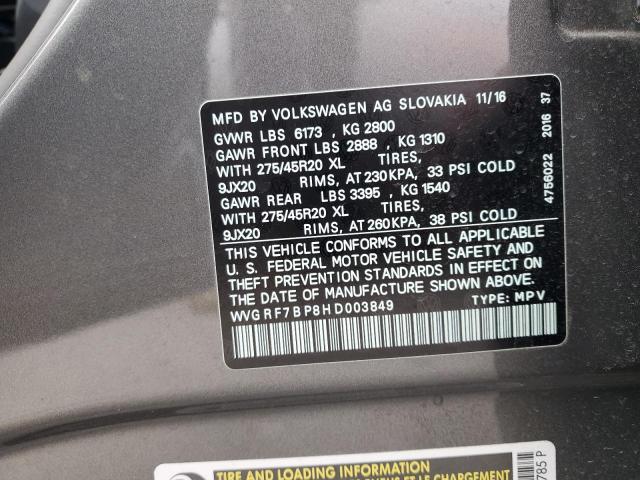 MFD BY VOLKSWAGEN AG SLOVAKIA 11/16
GVWR LBS 6173 , KG 2800
GAWR FRONT LBS 2888 , KG 1310
WITH 275/45R20 XL TIRES,
9JX20 RIMS, AT 230KPA, 33 PSI COLD
GAWR REAR LBS 3395, KG 1540
WITH 275/45R20 XL TIRES,
9JX20 RIMS, AT 260KPA, 38 PSI COLD
THIS VEHICLE CONFORMS TO ALL APPLICABLE
U. S. FEDERAL MOTOR VEHICLE SAFETY AND
THEFT PREVENTION STANDARDS IN EFFECT ON
THE DATE OF MANUFACTURE SHOWN ABOVE
WVGRF7BP8HD003849 TYPE: MPV
4756022 2016 37
TIRE AND LOADING INFORMATION
LE CHARGEMENT
785 P